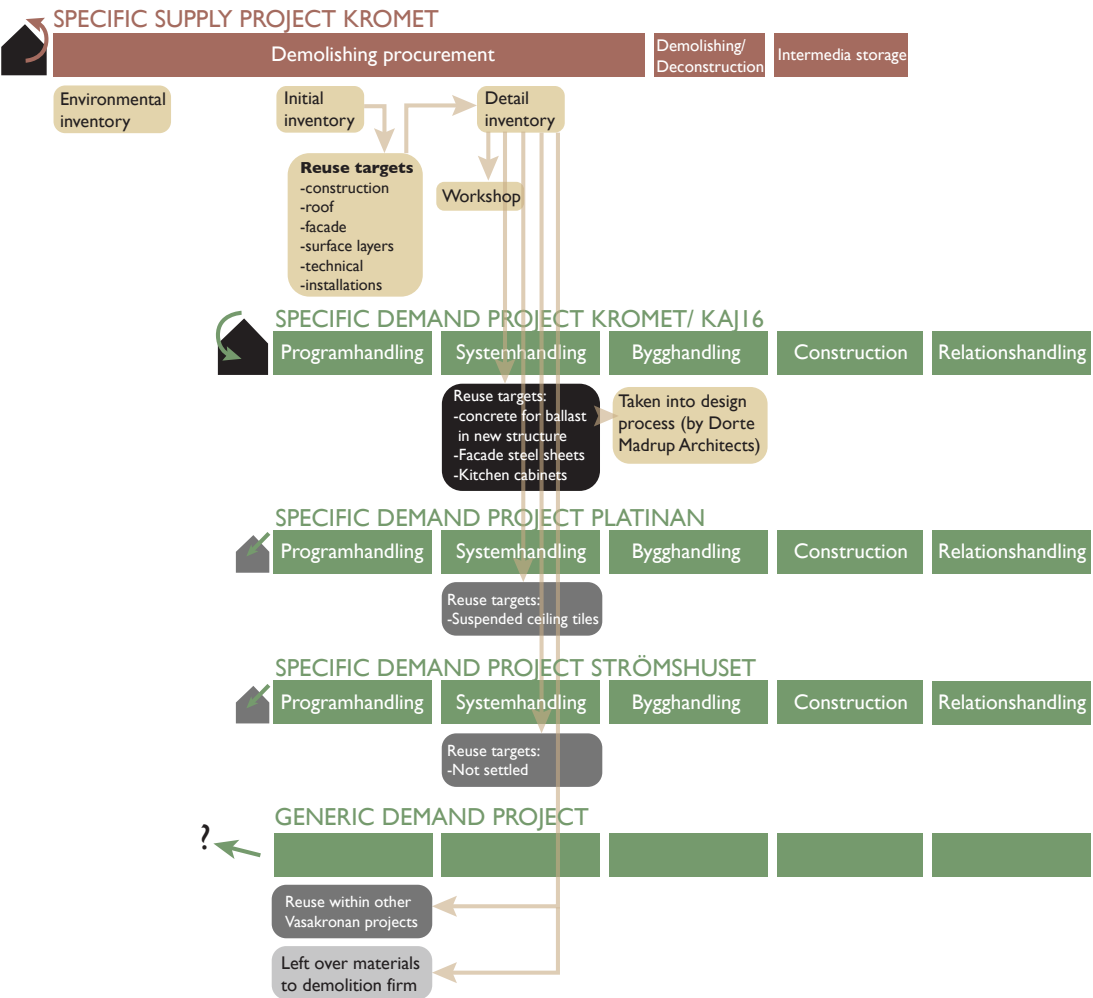 SPECIFIC SUPPLY PROJECT KROMET
Demolishing procurement
Demolishing/
Deconstruction
Intermedia storage
Environmental
inventory
Initial
inventory
Detail
inventory
Reuse targets
-construction
-roof
-facade
-surface layers
-technical
-installations
Workshop
SPECIFIC DEMAND PROJECT KROMET/ KAJ16
Programhandling
Systemhandling
Bygghandling
Construction
Relationshandling
Reuse targets:
-concrete for ballast
in new structure
-Facade steel sheets
-Kitchen cabinets
Taken into design
process (by Dorte
Madrup Architects)
SPECIFIC DEMAND PROJECT PLATINAN
Programhandling
Systemhandling
Bygghandling
Construction
Relationshandling
Reuse targets:
-Suspended ceiling tiles
SPECIFIC DEMAND PROJECT STRÖMSHUSET
Programhandling
Systemhandling
Bygghandling
Construction
Relationshandling
Reuse targets:
-Not settled
GENERIC DEMAND PROJECT
?
Reuse within other
Vasakronan projects
Left over materials
to demolition firm